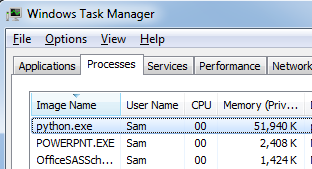 Windows Task Manager
File Options View Help
Applications Processes Services Performance Network
Image Name User Name CPU Memory (Priv...
python.exe Sam 00 51,940 K
POWERPNT.EXE Sam 00 2,408 K
OfficeSASSch... Sam 00 1,424 K